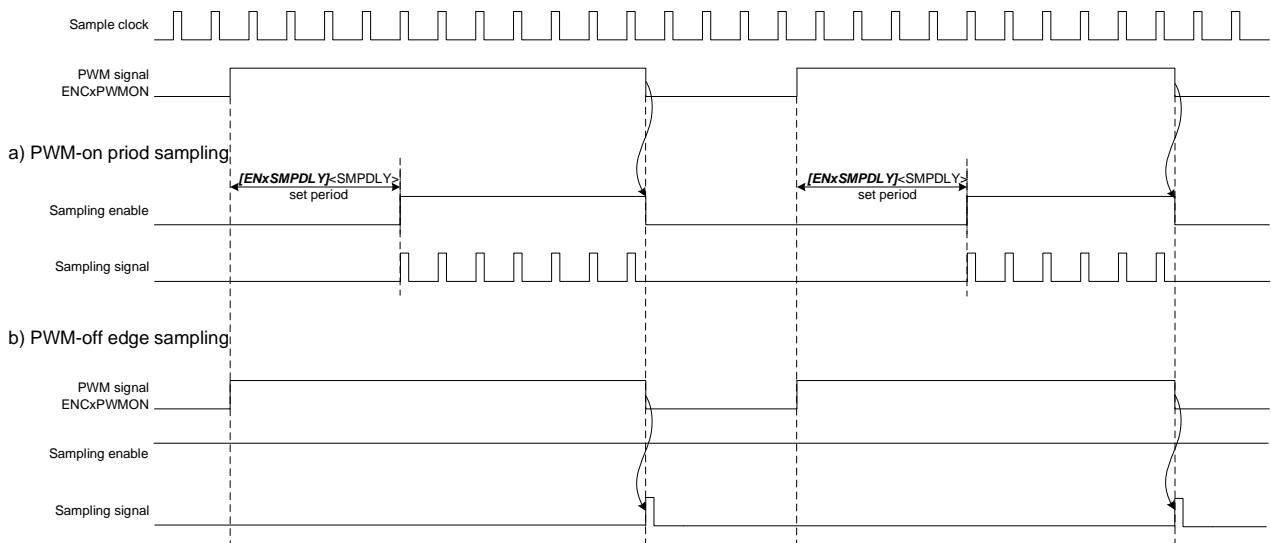 Sample clock
PWM signal
ENCxPWMON
a) PWM-on priod sampling
[ENxSMPDLY]<SMPDLY>
set period
[ENxSMPDLY]<SMPDLY>
set period
Sampling enable
Sampling signal
b) PWM-off edge sampling
PWM signal
ENCxPWMON
Sampling enable
Sampling signal